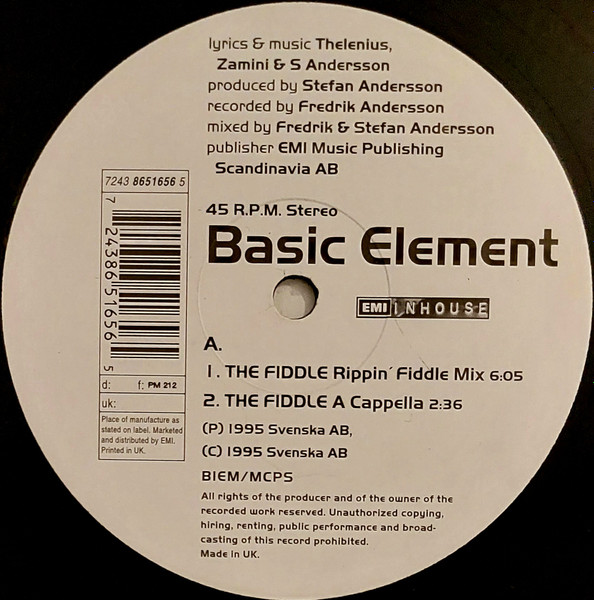 lyrics & music Thelenius,
Zamini & S Andersson
produced by Stefan Andersson
recorded by Fredrik Andersson
mixed by Fredrik & Stefan Andersson
publisher EMI Music Publishing
Scandinavia AB
7243 8651656 5
7 24386 51656 5
d: f: PM 212
uk:
Place of manufacture as
stated on label. Marketed
and distributed by EMI.
Printed in UK.
45 R.P.M. Stereo
Basic Element
EMI INHOUSE
A.
1. THE FIDDLE Rippin´ Fiddle Mix 6:05
2. THE FIDDLE A Cappella 2:36
(P) 1995 Svenska AB,
(C) 1995 Svenska AB
BIEM/MCPS
All rights of the producer and of the owner of the
recorded work reserved. Unauthorized copying,
hiring, renting, public performance and broad-
casting of this record prohibited.
Made in UK.